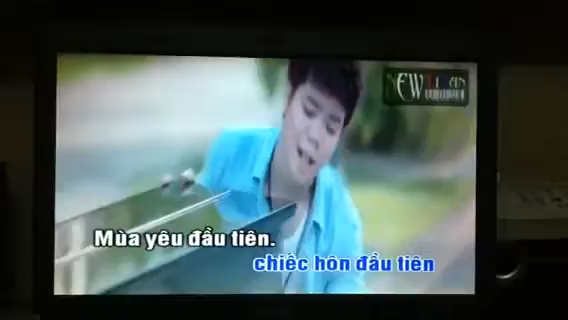 Mùa yêu đầu tiên.
chiếc hôn đầu tiên